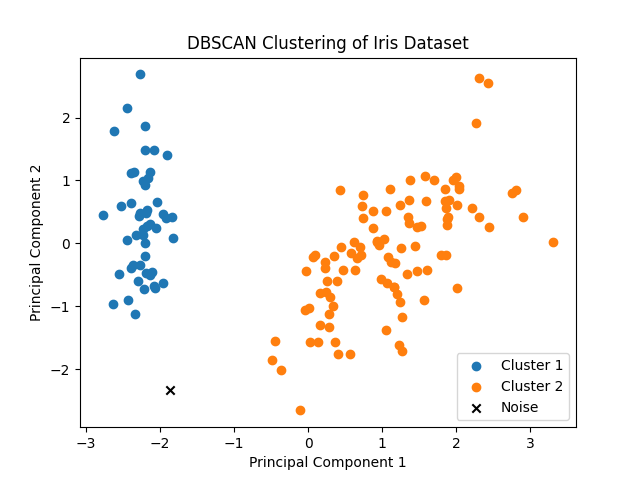 DBSCAN Clustering of Iris Dataset
Principal Component 2
2
1
0
−1
−2
−3
−2
−1
0
1
2
3
Principal Component 1
Cluster 1
Cluster 2
Noise